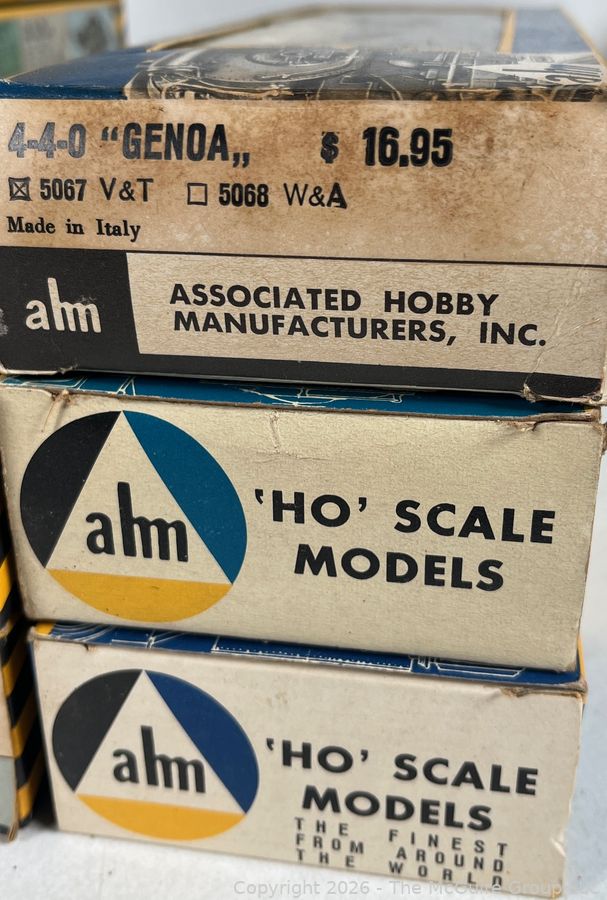 4-4-0 “GENOA„ $ 16.95
☒ 5067 V&T ☐ 5068 W&A
Made in Italy
ahm
ASSOCIATED HOBBY
MANUFACTURERS, INC.
ahm
‘HO’ SCALE
MODELS
ahm
‘HO’ SCALE
MODELS
THE FINEST
FROM AROUND
THE WORLD
Copyright 2026 - The McGuire Group LLC